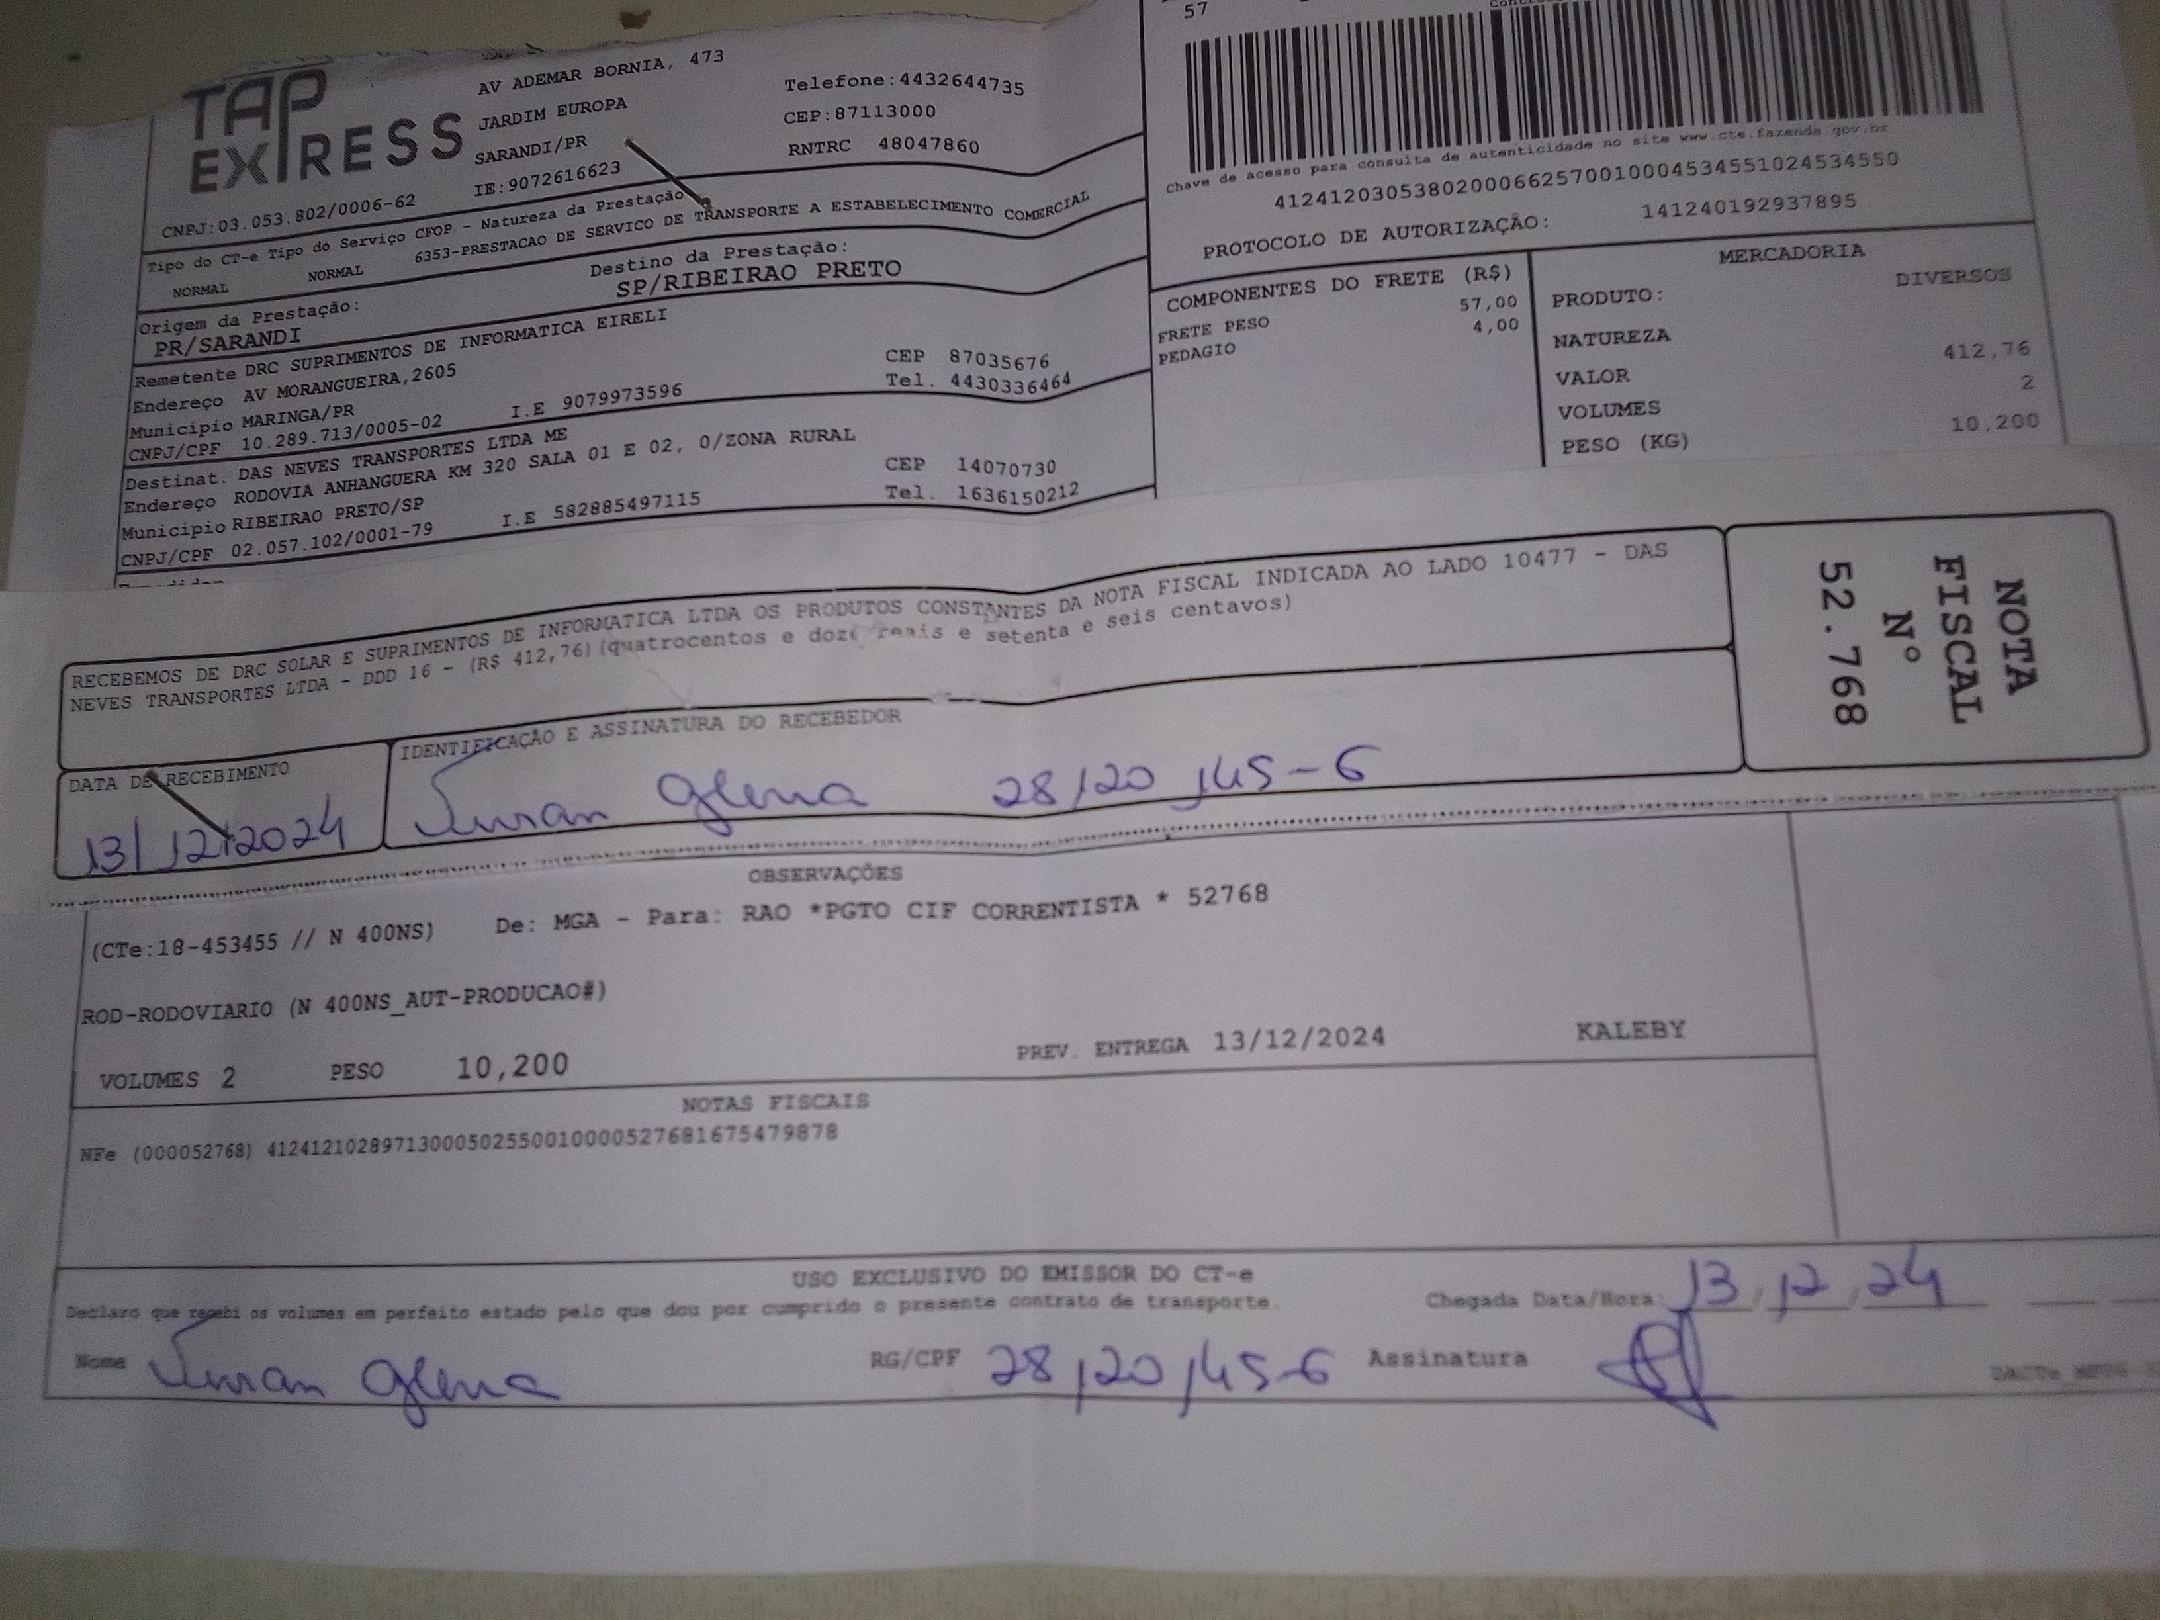 TAP
EXPRESS
AV ADEMAR BORNIA, 473
JARDIM EUROPA
SARANDI/PR
IE:9072616623
Telefone:4432644735
CEP:87113000
RNTRC 48047860
CNPJ:03.053.802/0006-62
Tipo do CT-e Tipo do Serviço CFOP - Natureza da Prestação
NORMAL NORMAL 6353-PRESTACAO DE SERVICO DE TRANSPORTE A ESTABELECIMENTO COMERCIAL
Origem da Prestação: Destino da Prestação:
PR/SARANDI SP/RIBEIRAO PRETO
Remetente DRC SUPRIMENTOS DE INFORMATICA EIRELI
Endereço AV MORANGUEIRA,2605 CEP 87035676
Municipio MARINGA/PR Tel. 4430336464
CNPJ/CPF 10.289.713/0005-02 I.E 9079973596
Destinat. DAS NEVES TRANSPORTES LTDA ME
Endereço RODOVIA ANHANGUERA KM 320 SALA 01 E 02, 0/ZONA RURAL CEP 14070730
Municipio RIBEIRAO PRETO/SP Tel. 1636150212
CNPJ/CPF 02.057.102/0001-79 I.E 582885497115
57
Chave de acesso para consulta de autenticidade no site www.cte.fazenda.gov.br
41241203053802000662570010004534551024534550
PROTOCOLO DE AUTORIZAÇÃO: 141240192937895
COMPONENTES DO FRETE (R$)
FRETE PESO 57,00
PEDAGIO 4,00
MERCADORIA
PRODUTO: DIVERSOS
NATUREZA
VALOR 412,76
VOLUMES 2
PESO (KG) 10,200
RECEBEMOS DE DRC SOLAR E SUPRIMENTOS DE INFORMATICA LTDA OS PRODUTOS CONSTANTES DA NOTA FISCAL INDICADA AO LADO 10477 - DAS
NEVES TRANSPORTES LTDA - DDD 16 - (R$ 412,76)(quatrocentos e doze reais e setenta e seis centavos)
NOTA
FISCAL
Nº
52.768
DATA DE RECEBIMENTO
13/12/2024
IDENTIFICAÇÃO E ASSINATURA DO RECEBEDOR
28,20,145-6
OBSERVAÇÕES
(CTe:18-453455 // N 400NS) De: MGA - Para: RAO *PGTO CIF CORRENTISTA * 52768
ROD-RODOVIARIO (N 400NS_AUT-PRODUCAO#)
VOLUMES 2 PESO 10,200 PREV. ENTREGA 13/12/2024 KALEBY
NOTAS FISCAIS
NFe (000052768) 41241210289713000502550010000527681675479878
USO EXCLUSIVO DO EMISSOR DO CT-e
Declaro que recebi os volumes em perfeito estado pelo que dou por cumprido o presente contrato de transporte. Chegada Data/Hora: 13,12,24
Nome RG/CPF 28,20,145-6 Assinatura